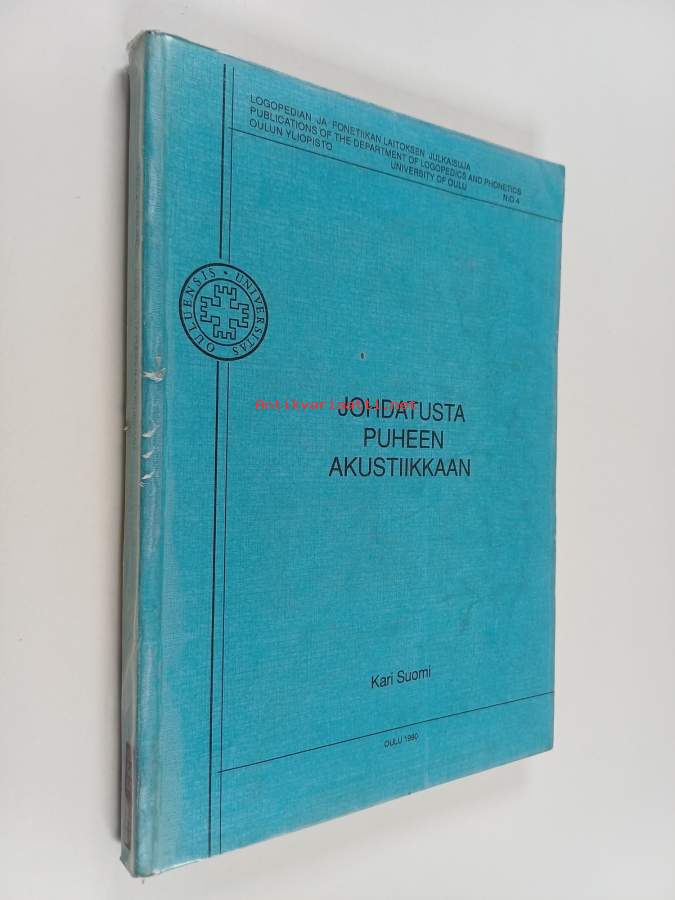 LOGOPEDIAN JA FONETIIKAN LAITOKSEN JULKAISUJA
PUBLICATIONS OF THE DEPARTMENT OF LOGOPEDICS AND PHONETICS
OULUN YLIOPISTO UNIVERSITY OF OULU N:O 4
UNIVERSITAS OULUENSIS
JOHDATUSTA
Antikvariaatti.net
PUHEEN
AKUSTIIKKAAN
Kari Suomi
OULU 1990